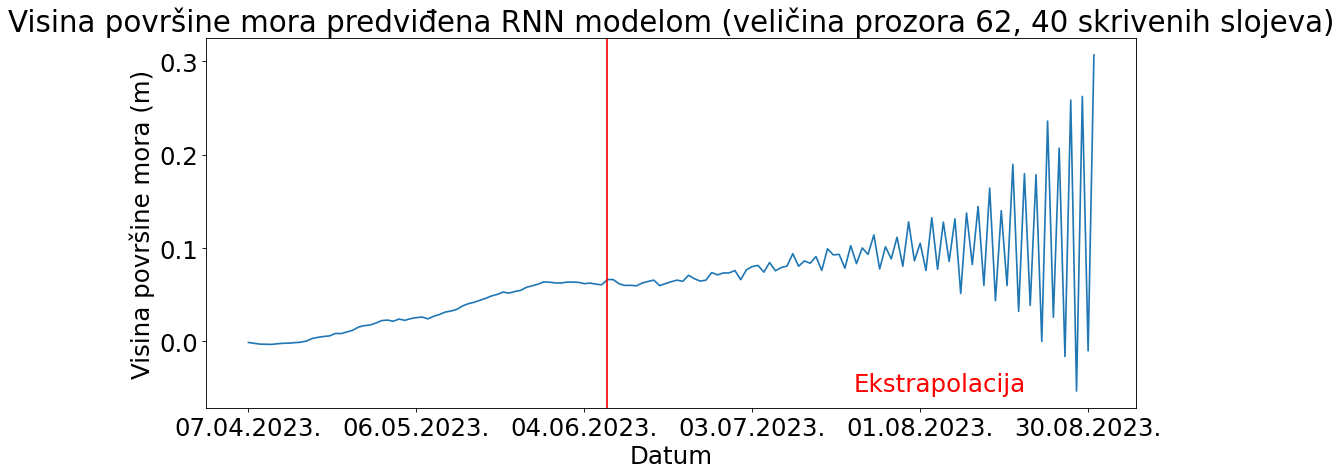 Visina površine mora predviđena RNN modelom (veličina prozora 62, 40 skrivenih slojeva)
Visina površine mora (m)
0.3
0.2
0.1
0.0
Ekstrapolacija
07.04.2023. 06.05.2023. 04.06.2023. 03.07.2023. 01.08.2023. 30.08.2023.
Datum